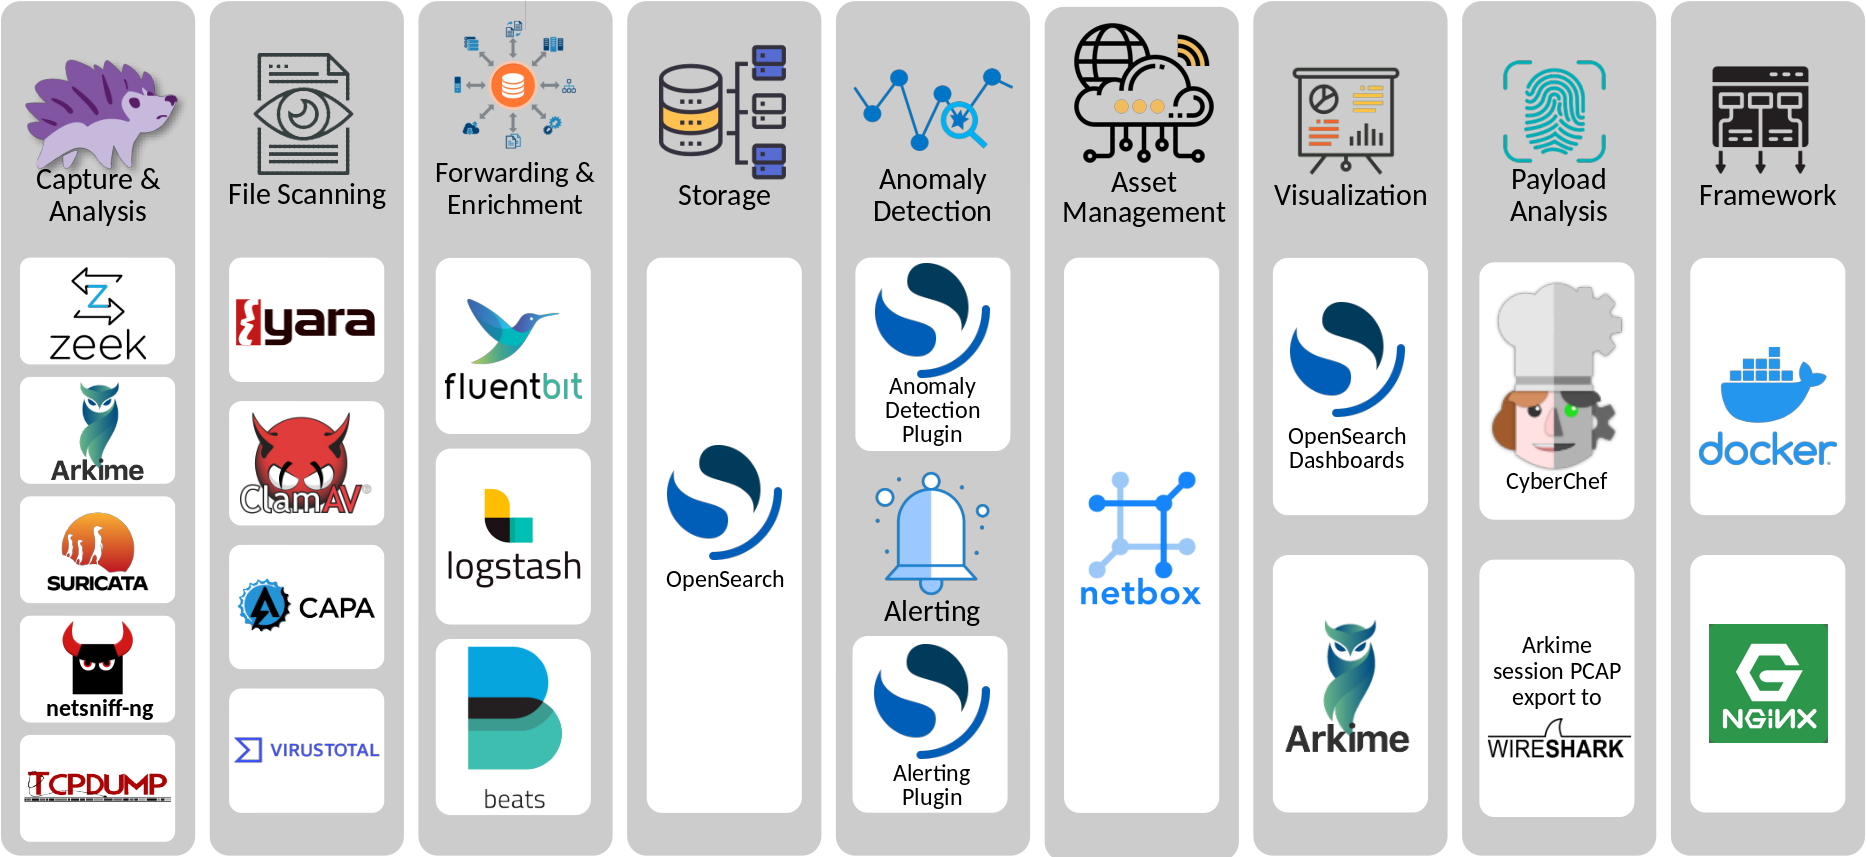 Capture &
Analysis
zeek
Arkime
SURICATA
netsniff-ng
TCPDUMP
File Scanning
yara
ClamAV®
CAPA
VIRUSTOTAL
Forwarding &
Enrichment
fluentbit
logstash
beats
Storage
OpenSearch
Anomaly
Detection
Anomaly
Detection
Plugin
Alerting
Alerting
Plugin
Asset
Management
netbox
Visualization
OpenSearch
Dashboards
Arkime
Payload
Analysis
CyberChef
Arkime
session PCAP
export to
WIRESHARK
Framework
docker
NGINX